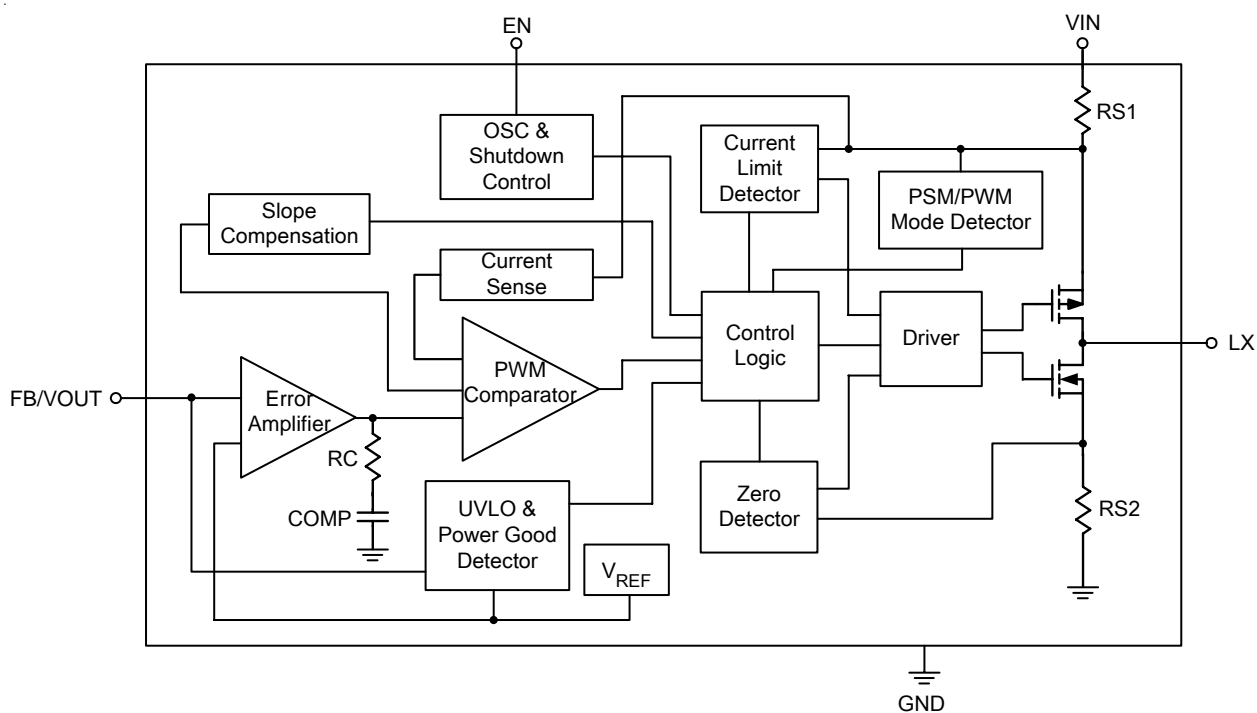 EN
VIN
RS1
OSC &
Shutdown
Control
Current
Limit
Detector
PSM/PWM
Mode Detector
Slope
Compensation
Current
Sense
Control
Logic
Driver
LX
PWM
Comparator
FB/VOUT
Error
Amplifier
RC
COMP
UVLO &
Power Good
Detector
VREF
Zero
Detector
RS2
GND